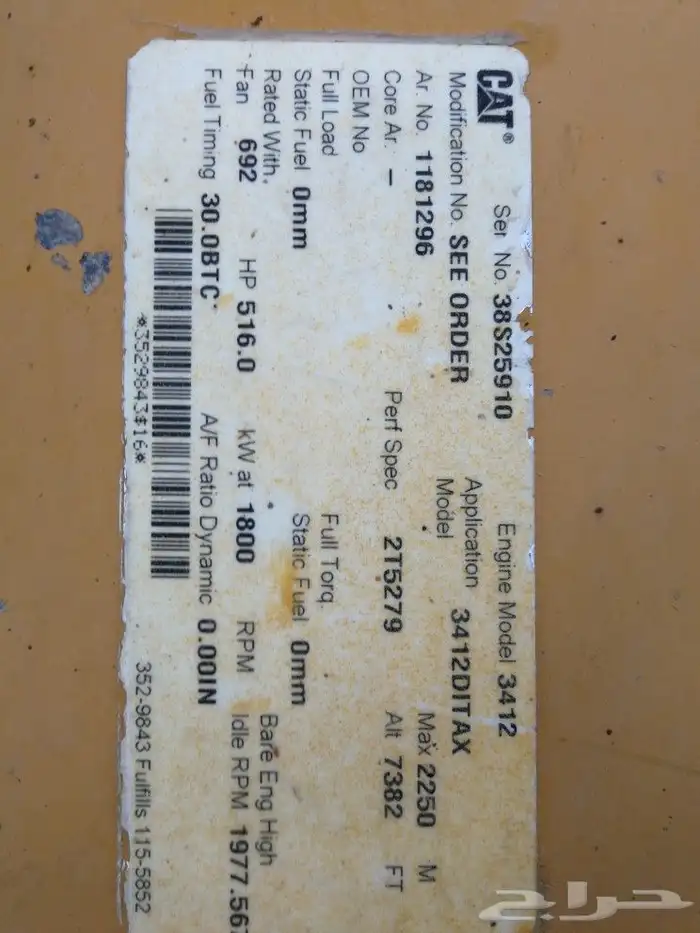 CAT® Ser No. 38S25910 Engine Model 3412
Modification No. SEE ORDER Application Model 3412DITAX
Ar. No. 1181296 Max 2250 M
Core Ar. – Perf Spec 2T5279 Alt 7382 FT
OEM No
Full Load Full Torq.
Static Fuel 0mm Static Fuel 0mm
Rated With. Bare Eng High
Fan 692 HP 516.0 kW at 1800 RPM Idle RPM 1977.567
Fuel Timing 30.0BTC° A/F Ratio Dynamic 0.00IN
*3529843$16*
352-9843 Fulfills 115-5852
حراج